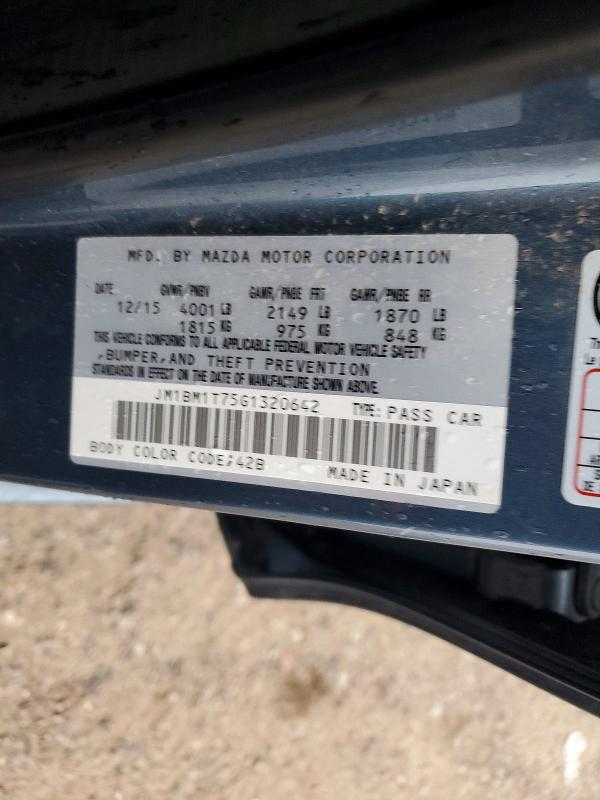 MFD. BY MAZDA MOTOR CORPORATION
DATE GVWR/PNBV GAWR/PNBE FRT GAWR/PNBE RR
12/15 4001 LB 2149 LB 1870 LB
1815 KG 975 KG 848 KG
THIS VEHICLE CONFORMS TO ALL APPLICABLE FEDERAL MOTOR VEHICLE SAFETY
,BUMPER,AND THEFT PREVENTION
STANDARDS IN EFFECT ON THE DATE OF MANUFACTURE SHOWN ABOVE.
JM1BM1T75G1320642 TYPE: PASS CAR
BODY COLOR CODE;42B
MADE IN JAPAN